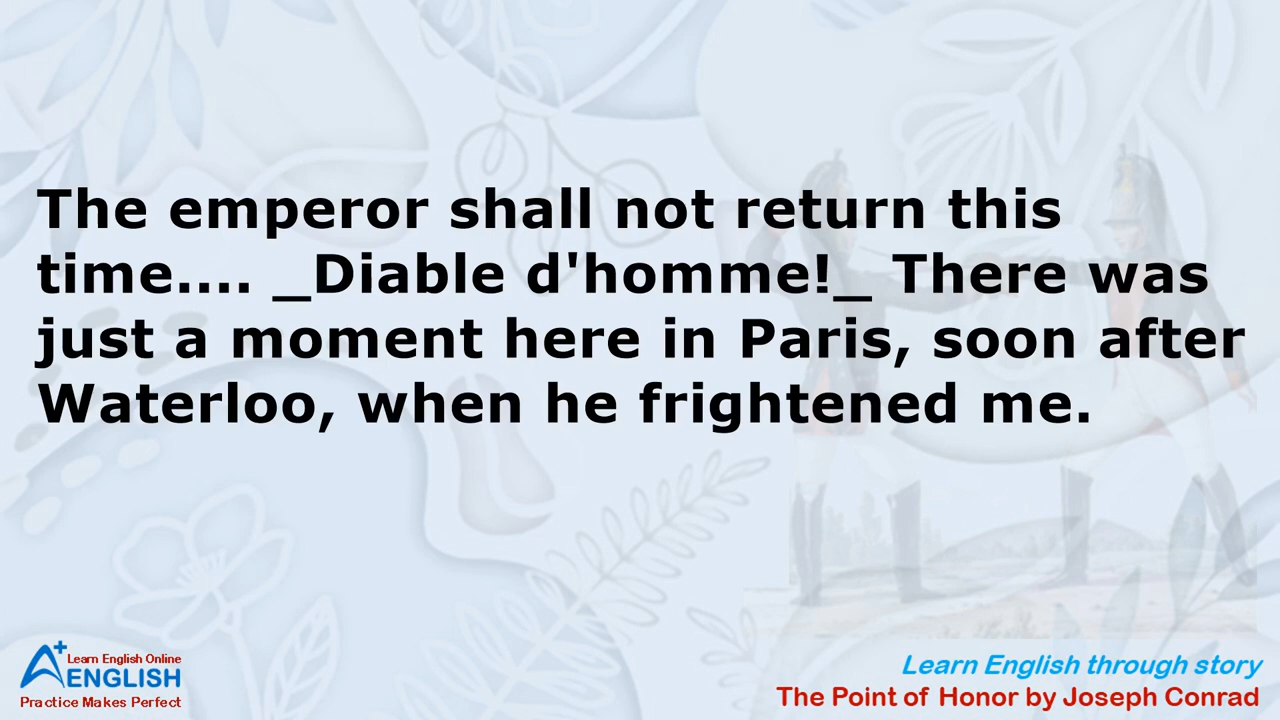 The emperor shall not return this
time.... _Diable d'homme!_ There was
just a moment here in Paris, soon after
Waterloo, when he frightened me.
A+ Learn English Online
ENGLISH
Practice Makes Perfect
Learn English through story
The Point of Honor by Joseph Conrad